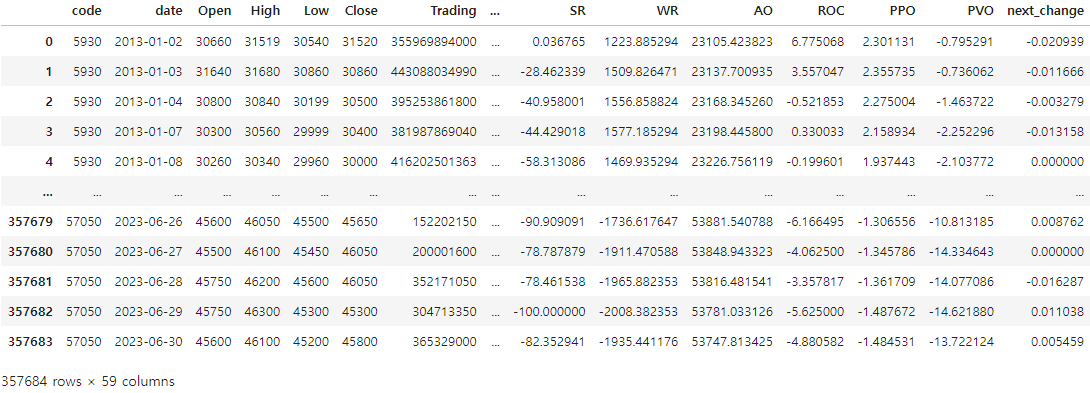 code date Open High Low Close Trading ... SR WR AO ROC PPO PVO next_change
0 5930 2013-01-02 30660 31519 30540 31520 355969894000 ... 0.036765 1223.885294 23105.423823 6.775068 2.301131 -0.795291 -0.020939
1 5930 2013-01-03 31640 31680 30860 30860 443088034990 ... -28.462339 1509.826471 23137.700935 3.557047 2.355735 -0.736062 -0.011666
2 5930 2013-01-04 30800 30840 30199 30500 395253861800 ... -40.958001 1556.858824 23168.345260 -0.521853 2.275004 -1.463722 -0.003279
3 5930 2013-01-07 30300 30560 29999 30400 381987869040 ... -44.429018 1577.185294 23198.445800 0.330033 2.158934 -2.252296 -0.013158
4 5930 2013-01-08 30260 30340 29960 30000 416202501363 ... -58.313086 1469.935294 23226.756119 -0.199601 1.937443 -2.103772 0.000000
... ... ... ... ... ... ... ... ... ... ... ... ... ... ... ...
357679 57050 2023-06-26 45600 46050 45500 45650 152202150 ... -90.909091 -1736.617647 53881.540788 -6.166495 -1.306556 -10.813185 0.008762
357680 57050 2023-06-27 45500 46100 45450 46050 200001600 ... -78.787879 -1911.470588 53848.943323 -4.062500 -1.345786 -14.334643 0.000000
357681 57050 2023-06-28 45750 46200 45600 46050 352171050 ... -78.461538 -1965.882353 53816.481541 -3.357817 -1.361709 -14.077086 -0.016287
357682 57050 2023-06-29 45750 46300 45300 45300 304713350 ... -100.000000 -2008.382353 53781.033126 -5.625000 -1.487672 -14.621880 0.011038
357683 57050 2023-06-30 45600 46100 45200 45800 365329000 ... -82.352941 -1935.441176 53747.813425 -4.880582 -1.484531 -13.722124 0.005459
357684 rows × 59 columns